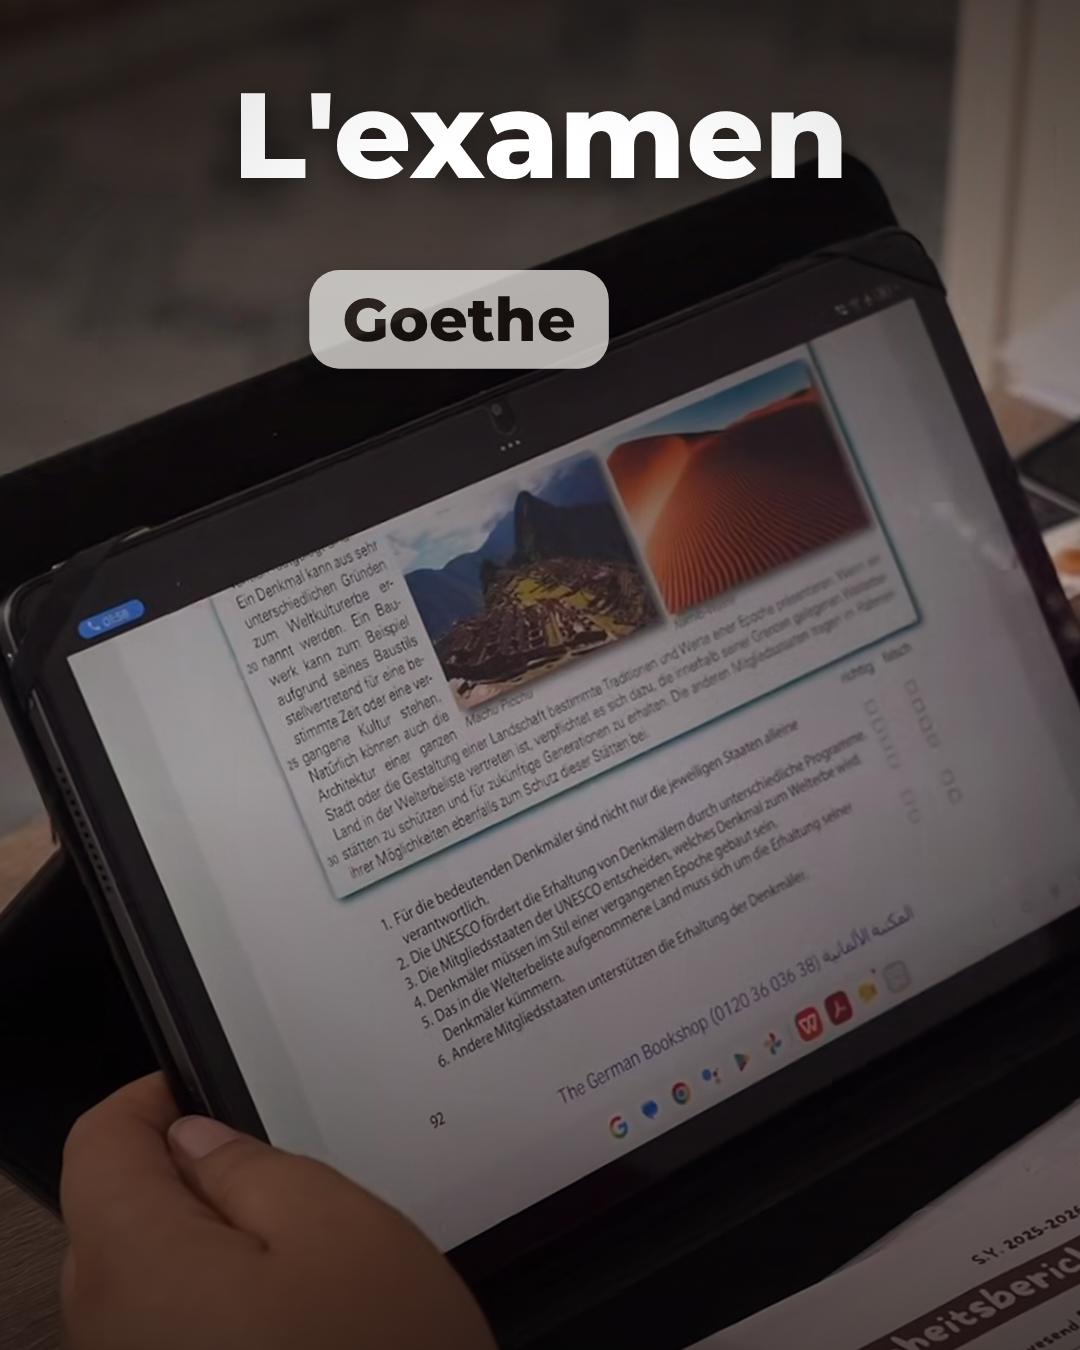 L'examen
Goethe
01:58
Ein Denkmal kann aus sehr
unterschiedlichen Gründen
zum Weltkulturerbe er-
20 nannt werden. Ein Bau-
werk kann zum Beispiel
aufgrund seines Baustils
stellvertretend für eine be-
stimmte Zeit oder eine ver-
25 gangene Kultur stehen.
Natürlich können auch die
Architektur einer ganzen
Machu Picchu
Stadt oder die Gestaltung einer Landschaft bestimmte Traditionen und Werte einer Epoche präsentieren. Wenn ein
Land in der Welterbeliste vertreten ist, verpflichtet es sich dazu, die innerhalb seiner Grenzen gelegenen Welterbe-
30 stätten zu schützen und für zukünftige Generationen zu erhalten. Die anderen Mitgliedsstaaten tragen im Rahmen
ihrer Möglichkeiten ebenfalls zum Schutz dieser Stätten bei.
richtig falsch
1. Für die bedeutenden Denkmäler sind nicht nur die jeweiligen Staaten alleine
verantwortlich.
2. Die UNESCO fördert die Erhaltung von Denkmälern durch unterschiedliche Programme.
3. Die Mitgliedsstaaten der UNESCO entscheiden, welches Denkmal zum Welterbe wird.
4. Denkmäler müssen im Stil einer vergangenen Epoche gebaut sein.
5. Das in die Welterbeliste aufgenommene Land muss sich um die Erhaltung seiner
Denkmäler kümmern.
6. Andere Mitgliedsstaaten unterstützen die Erhaltung der Denkmäler.
92
The German Bookshop (0120 36 036 38) المكتبة الألمانية
S.Y. 2025-2026